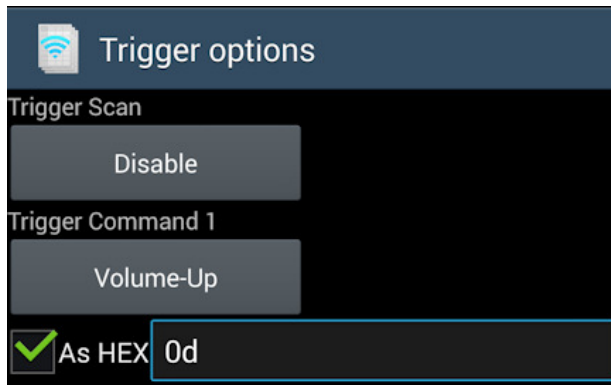 Trigger options
Trigger Scan
Disable
Trigger Command 1
Volume-Up
As HEX 0d